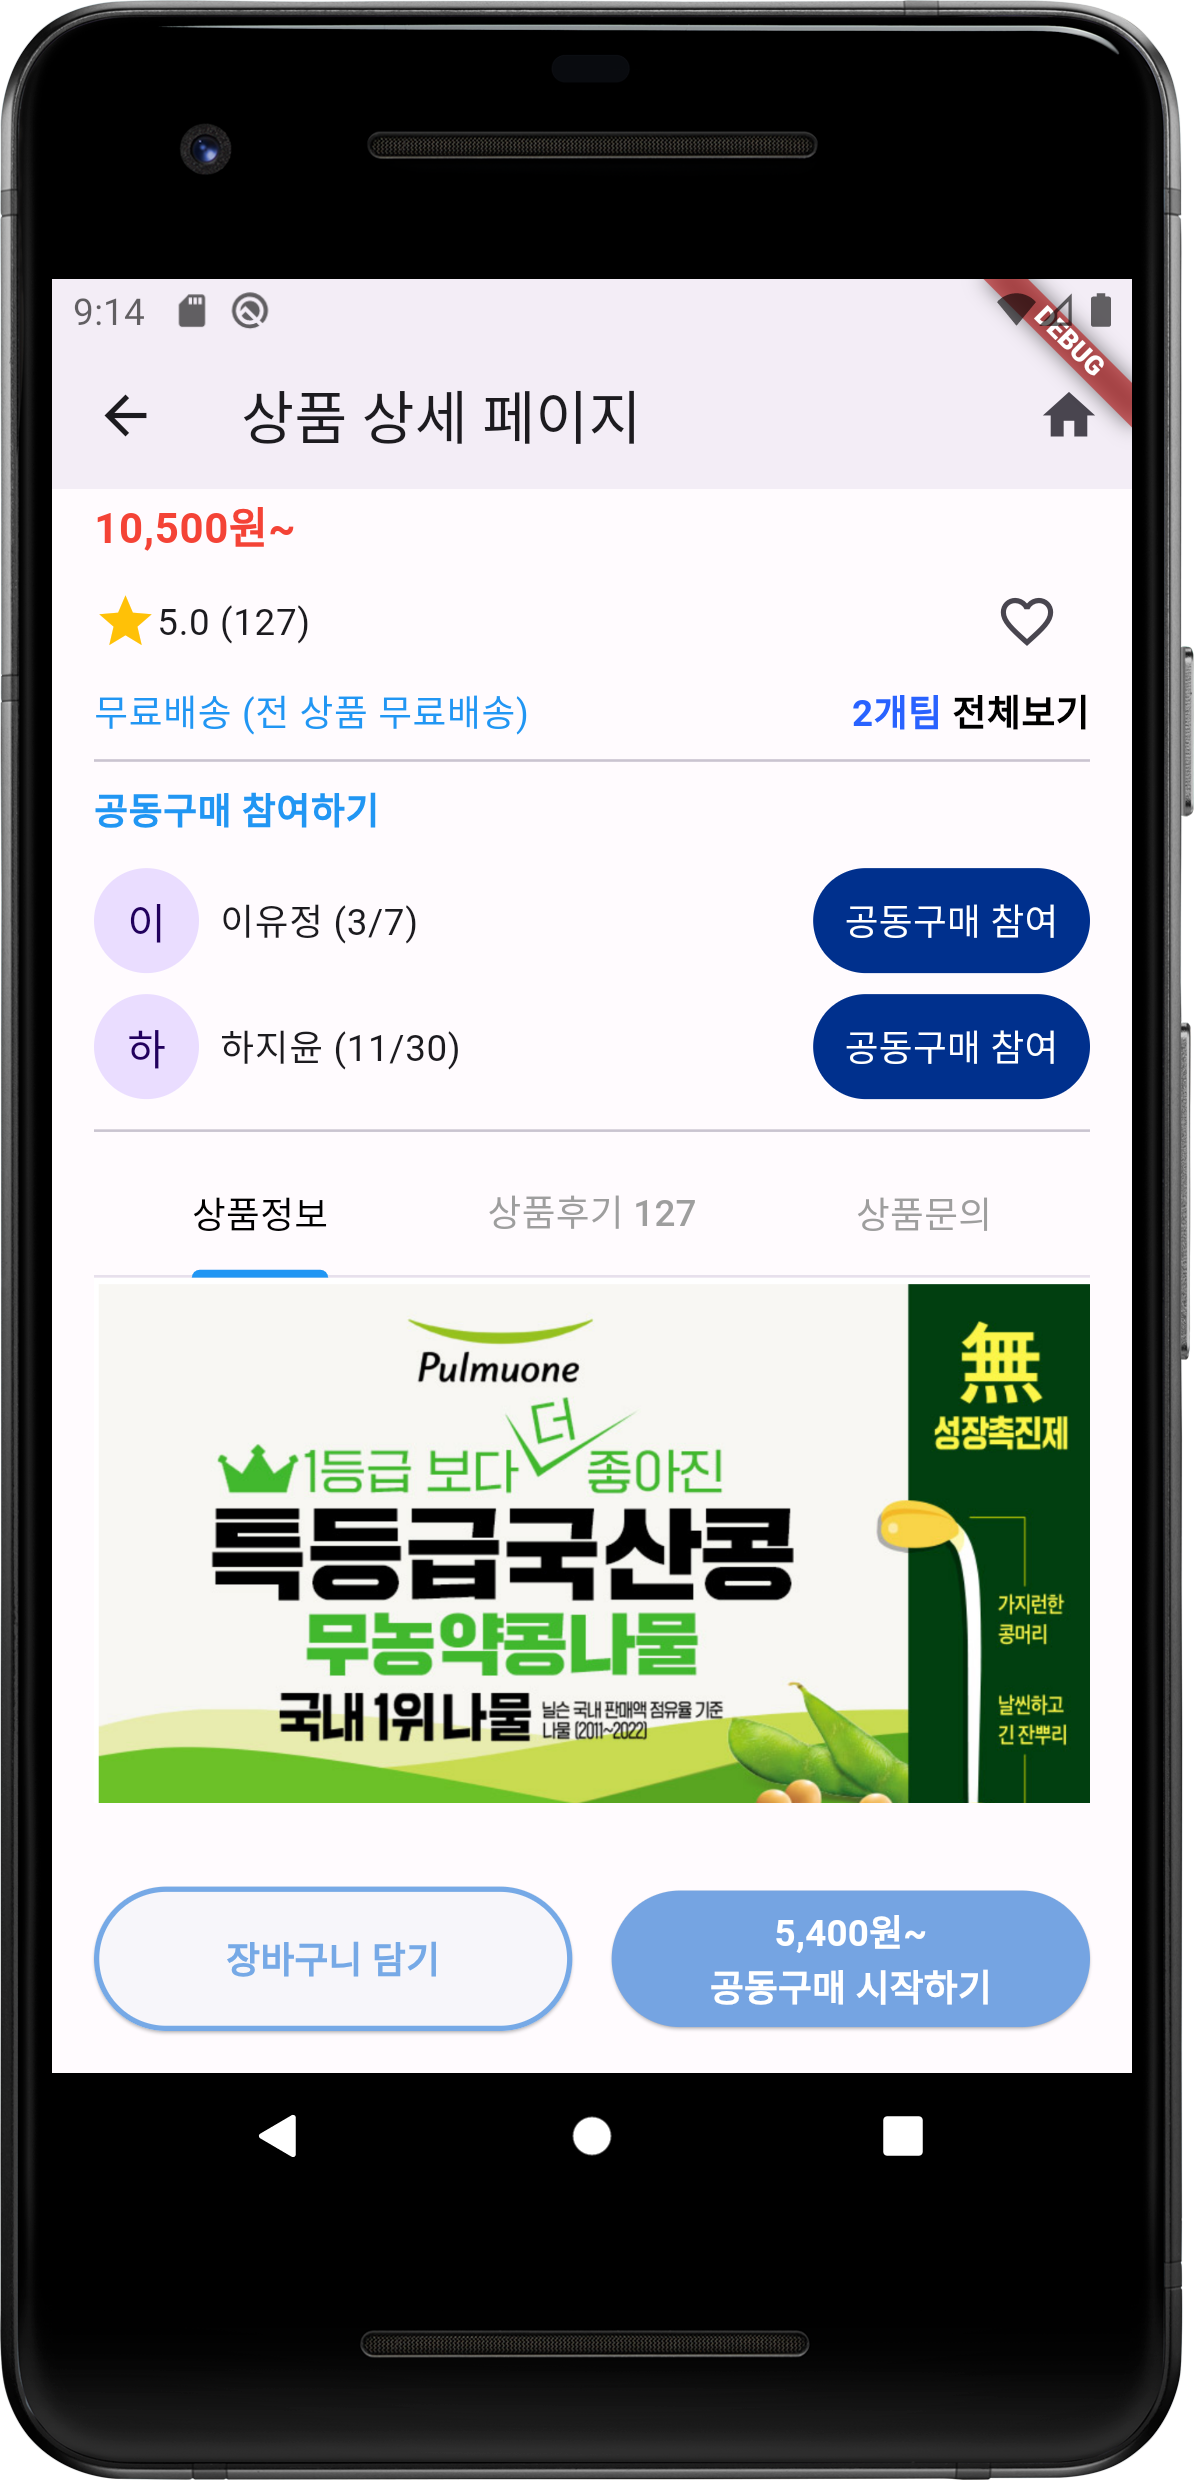 9:14
DEBUG
상품 상세 페이지
10,500원~
5.0 (127)
무료배송 (전 상품 무료배송)
2개팀 전체보기
공동구매 참여하기
이
이유정 (3/7)
공동구매 참여
하
하지윤 (11/30)
공동구매 참여
상품정보
상품후기 127
상품문의
Pulmuone
1등급 보다 더 좋아진
특등급국산콩
무농약콩나물
국내 1위 나물
닐슨 국내 판매액 점유율 기준
나물 (2011~2022)
無
성장촉진제
가지런한
콩머리
날씬하고
긴 잔뿌리
장바구니 담기
5,400원~
공동구매 시작하기